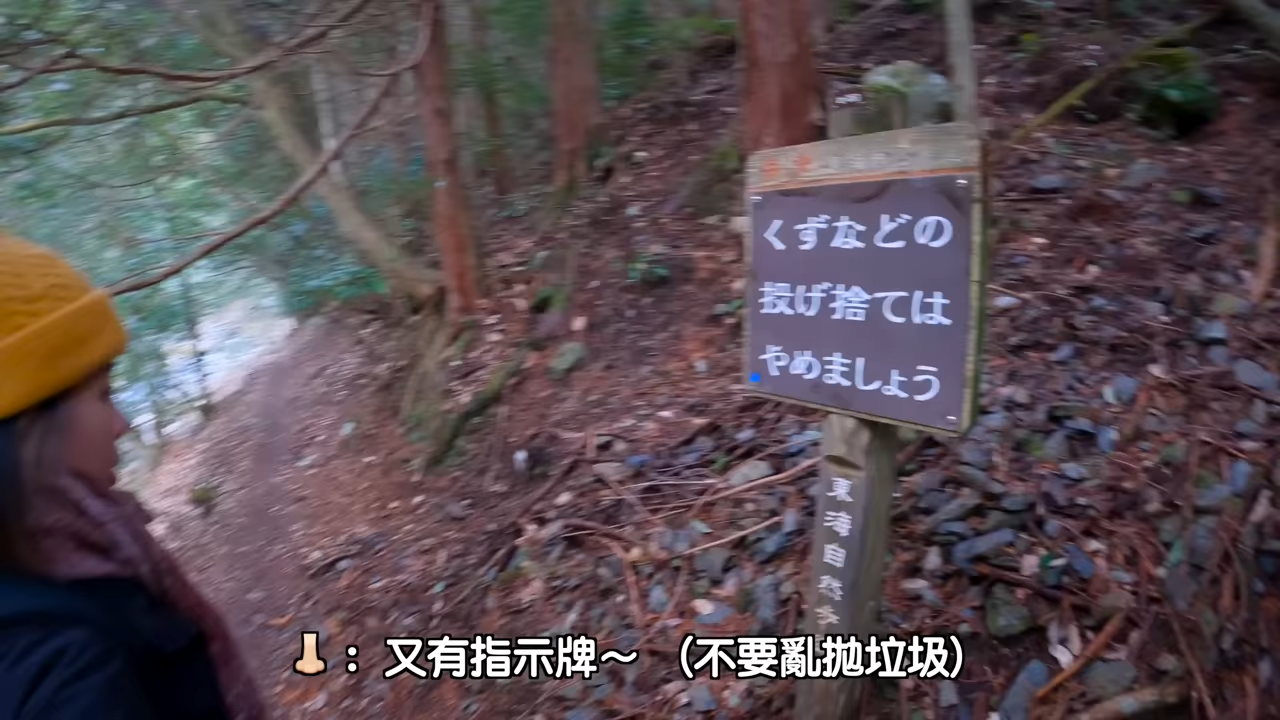 くずなどの
投げ捨ては
やめましょう
東海自然歩
：又有指示牌～ （不要亂拋垃圾）